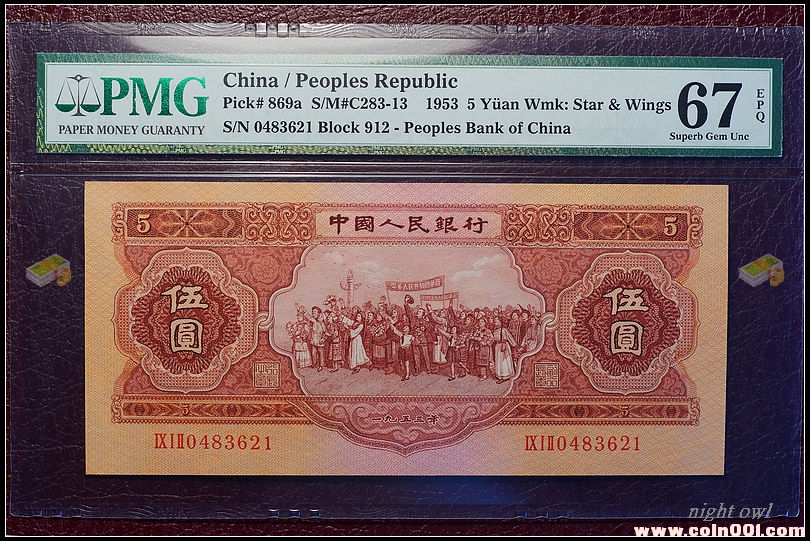 PMG
PAPER MONEY GUARANTY
China / Peoples Republic
Pick# 869a S/M#C283-13 1953 5 Yüan Wmk: Star & Wings
S/N 0483621 Block 912 - Peoples Bank of China
67 EPQ
Superb Gem Unc
5 中國人民銀行 5
伍圓 伍圓
一九五三年
5 5
IX I II 0483621 IX I II 0483621
night owl
www.coin001.com